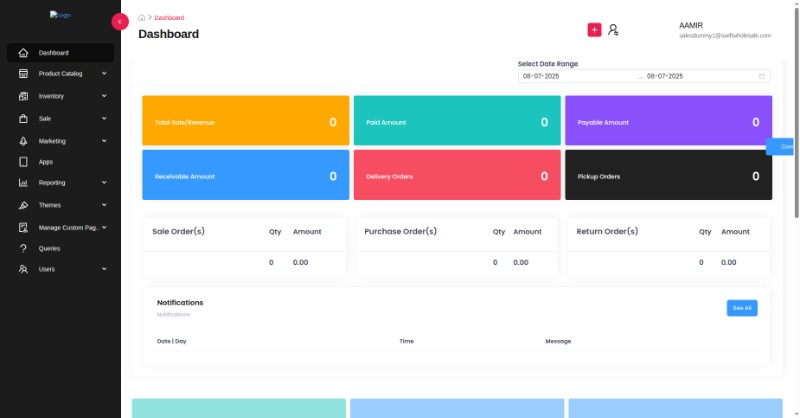 Logo
«
Dashboard
Dashboard
AAMIR
salesdummy1@swiftwholesale.com
Dashboard
Product Catalog
Inventory
Sale
Marketing
Apps
Reporting
Themes
Manage Custom Pag..
Queries
Users
Select Date Range
08-07-2025 → 08-07-2025
Total Sale/Revenue 0
Paid Amount 0
Payable Amount 0
Receivable Amount 0
Delivery Orders 0
Pickup Orders 0
Sale Order(s) Qty Amount
0 0.00
Purchase Order(s) Qty Amount
0 0.00
Return Order(s) Qty Amount
0 0.00
Notifications
Notifications
See All
Date | Day Time Message